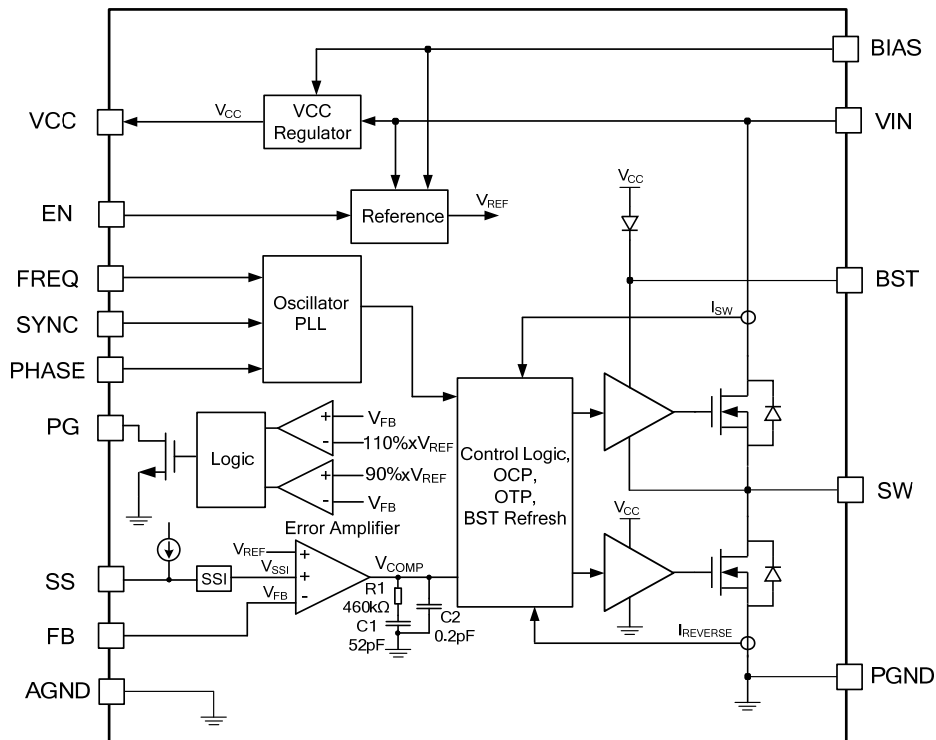 BIAS
VCC
VCC
VCC
Regulator
VIN
EN
Reference
VREF
VCC
FREQ
Oscillator
PLL
BST
SYNC
ISW
PHASE
PG
Logic
+
VFB
-
110%xVREF
+
90%xVREF
-
VFB
Control Logic,
OCP,
OTP,
BST Refresh
SW
Error Amplifier
VCC
SS
SSI
VREF
+
VSSI
+
VFB
-
VCOMP
R1
460kΩ
C1
52pF
C2
0.2pF
FB
IREVERSE
AGND
PGND